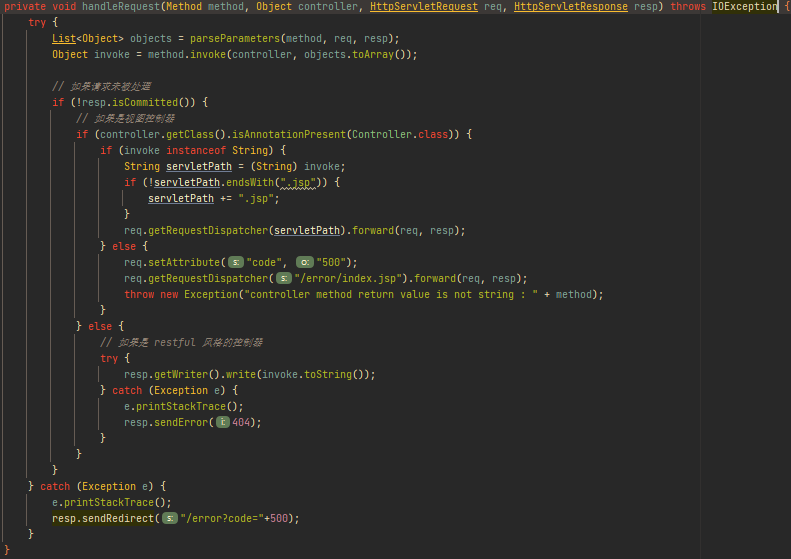 private void handleRequest(Method method, Object controller, HttpServletRequest req, HttpServletResponse resp) throws IOException {
    try {
        List<Object> objects = parseParameters(method, req, resp);
        Object invoke = method.invoke(controller, objects.toArray());
        // 如果请求未被处理
        if (!resp.isCommitted()) {
            // 如果是视图控制器
            if (controller.getClass().isAnnotationPresent(Controller.class)) {
                if (invoke instanceof String) {
                    String servletPath = (String) invoke;
                    if (!servletPath.endsWith(".jsp")) {
                        servletPath += ".jsp";
                    }
                    req.getRequestDispatcher(servletPath).forward(req, resp);
                } else {
                    req.setAttribute( s: "code", o: "500");
                    req.getRequestDispatcher( s: "/error/index.jsp").forward(req, resp);
                    throw new Exception("controller method return value is not string : " + method);
                }
            } else {
                // 如果是 restful 风格的控制器
                try {
                    resp.getWriter().write(invoke.toString());
                } catch (Exception e) {
                    e.printStackTrace();
                    resp.sendError( i: 404);
                }
            }
        }
    } catch (Exception e) {
        e.printStackTrace();
        resp.sendRedirect( s: "/error?code="+500);
    }
}